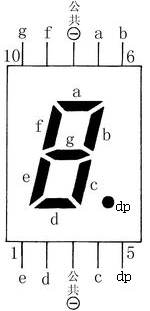 公共
g f ⊖ a b
10 6
a
f b
g
e c
d dp
1 5
e d 公共 c dp
⊖